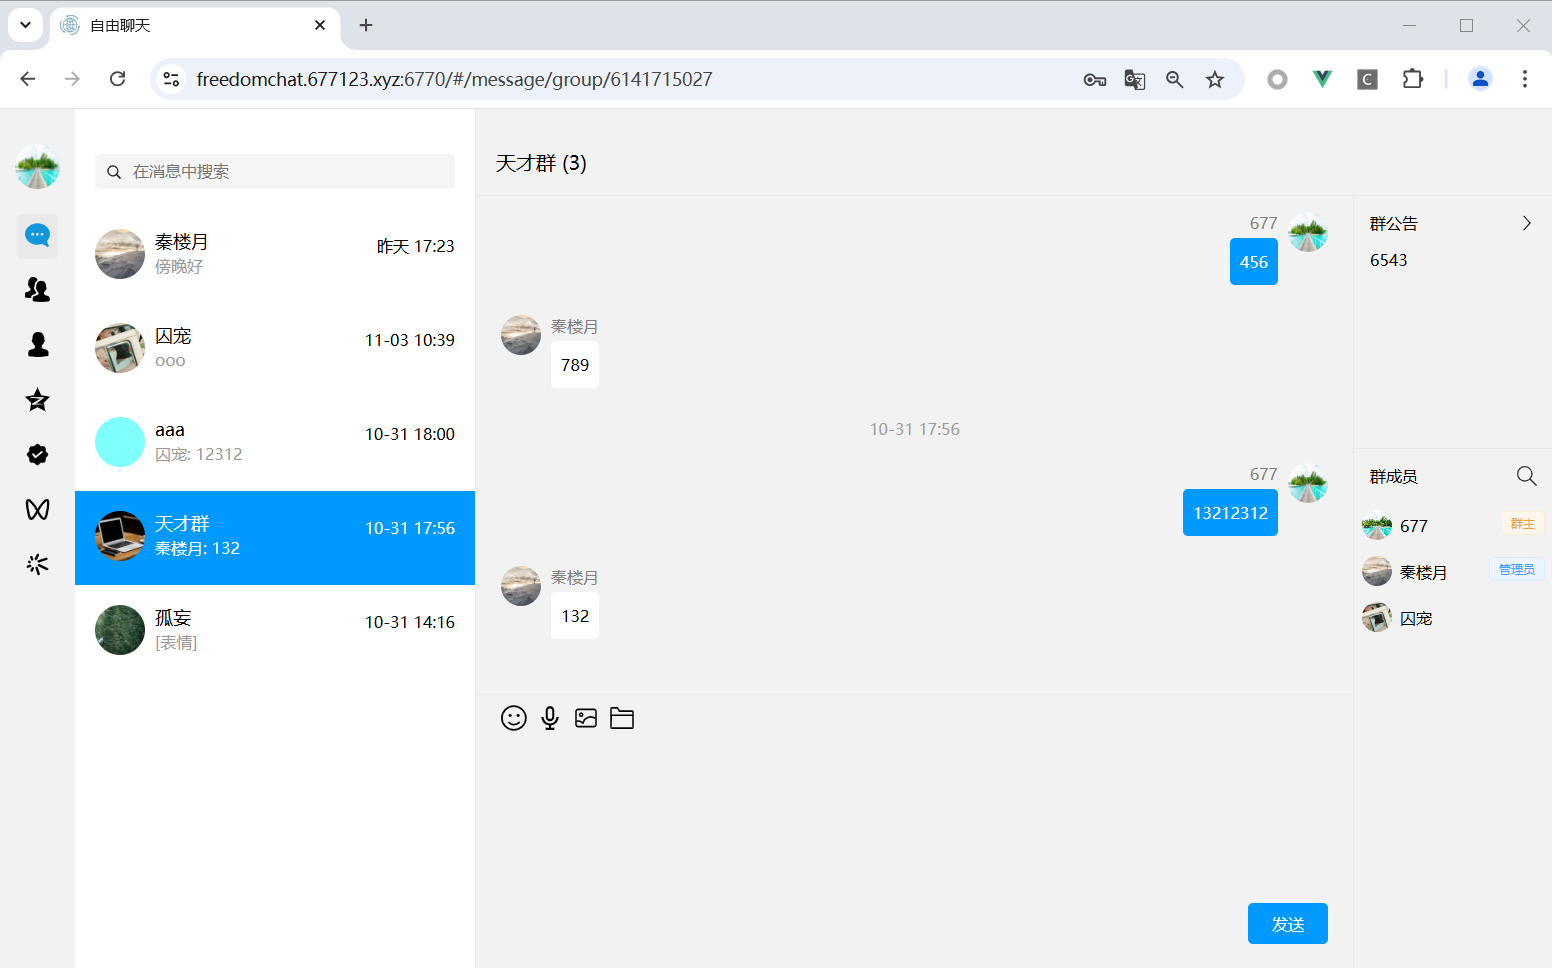 自由聊天
freedomchat.677123.xyz:6770/#/message/group/6141715027
在消息中搜索
秦楼月
昨天 17:23
傍晚好
囚宠
11-03 10:39
ooo
aaa
10-31 18:00
囚宠: 12312
天才群
10-31 17:56
秦楼月: 132
孤妄
10-31 14:16
[表情]
天才群 (3)
677
456
秦楼月
789
10-31 17:56
677
13212312
秦楼月
132
发送
群公告
6543
群成员
677
群主
秦楼月
管理员
囚宠